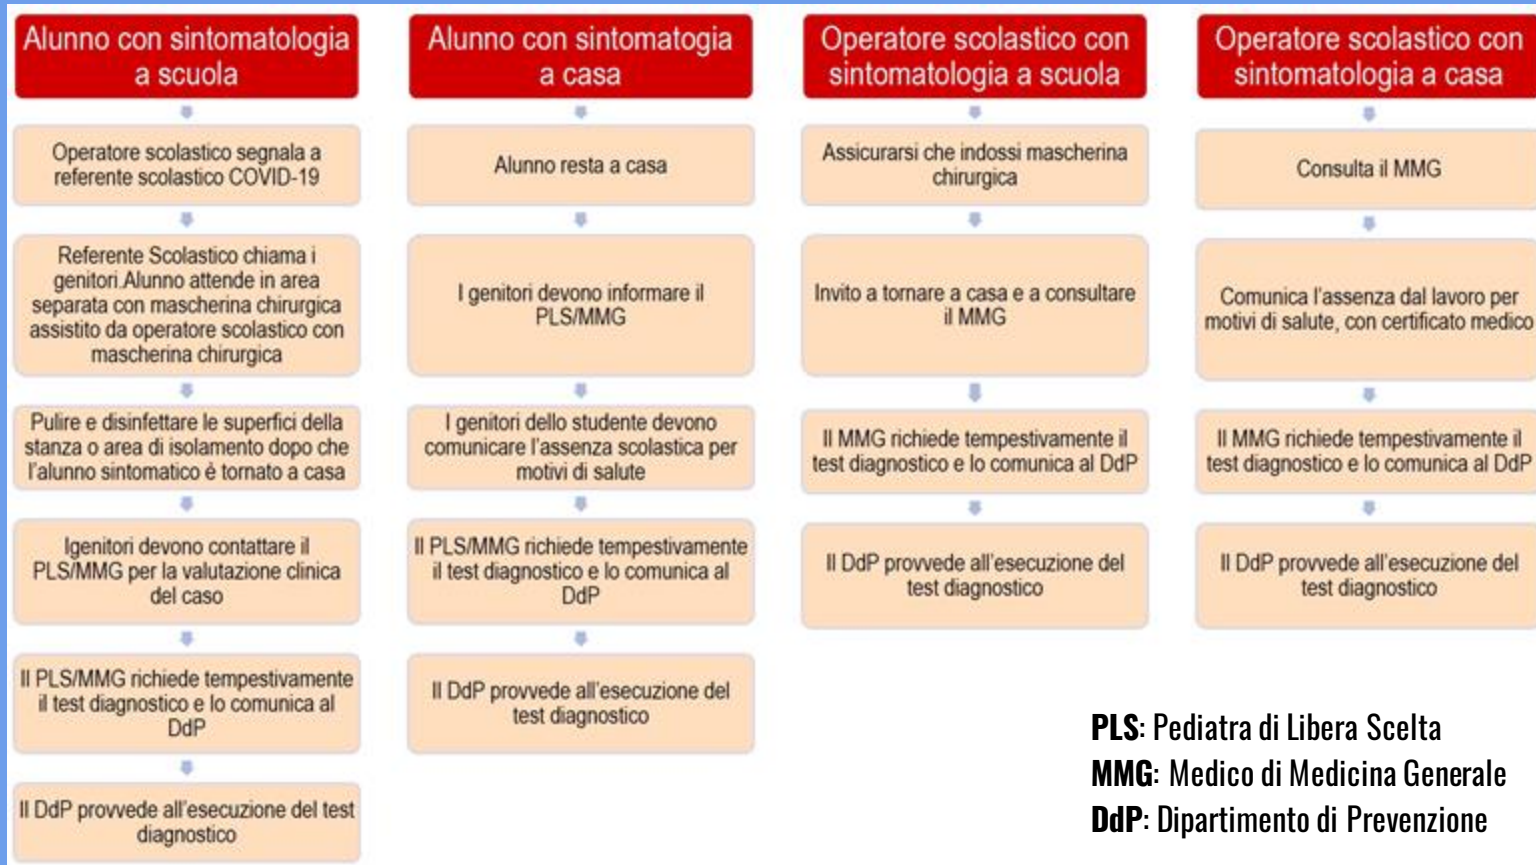 Alunno con sintomatologia
a scuola
Operatore scolastico segnala a
referente scolastico COVID-19
Referente Scolastico chiama i
genitori.Alunno attende in area
separata con mascherina chirurgica
assistito da operatore scolastico con
mascherina chirurgica
Pulire e disinfettare le superfici della
stanza o area di isolamento dopo che
l'alunno sintomatico è tornato a casa
Igenitori devono contattare il
PLS/MMG per la valutazione clinica
del caso
Il PLS/MMG richiede tempestivamente
il test diagnostico e lo comunica al
DdP
Il DdP provvede all'esecuzione del test
diagnostico
Alunno con sintomatogia
a casa
Alunno resta a casa
I genitori devono informare il
PLS/MMG
I genitori dello studente devono
comunicare l'assenza scolastica per
motivi di salute
Il PLS/MMG richiede tempestivamente
il test diagnostico e lo comunica al
DdP
Il DdP provvede all'esecuzione del
test diagnostico
Operatore scolastico con
sintomatologia a scuola
Assicurarsi che indossi mascherina
chirurgica
Invito a tornare a casa e a consultare
il MMG
Il MMG richiede tempestivamente il
test diagnostico e lo comunica al DdP
Il DdP provvede all'esecuzione del
test diagnostico
Operatore scolastico con
sintomatologia a casa
Consulta il MMG
Comunica l'assenza dal lavoro per
motivi di salute, con certificato medico
Il MMG richiede tempestivamente il
test diagnostico e lo comunica al DdP
Il DdP provvede all'esecuzione del
test diagnostico
PLS: Pediatra di Libera Scelta
MMG: Medico di Medicina Generale
DdP: Dipartimento di Prevenzione